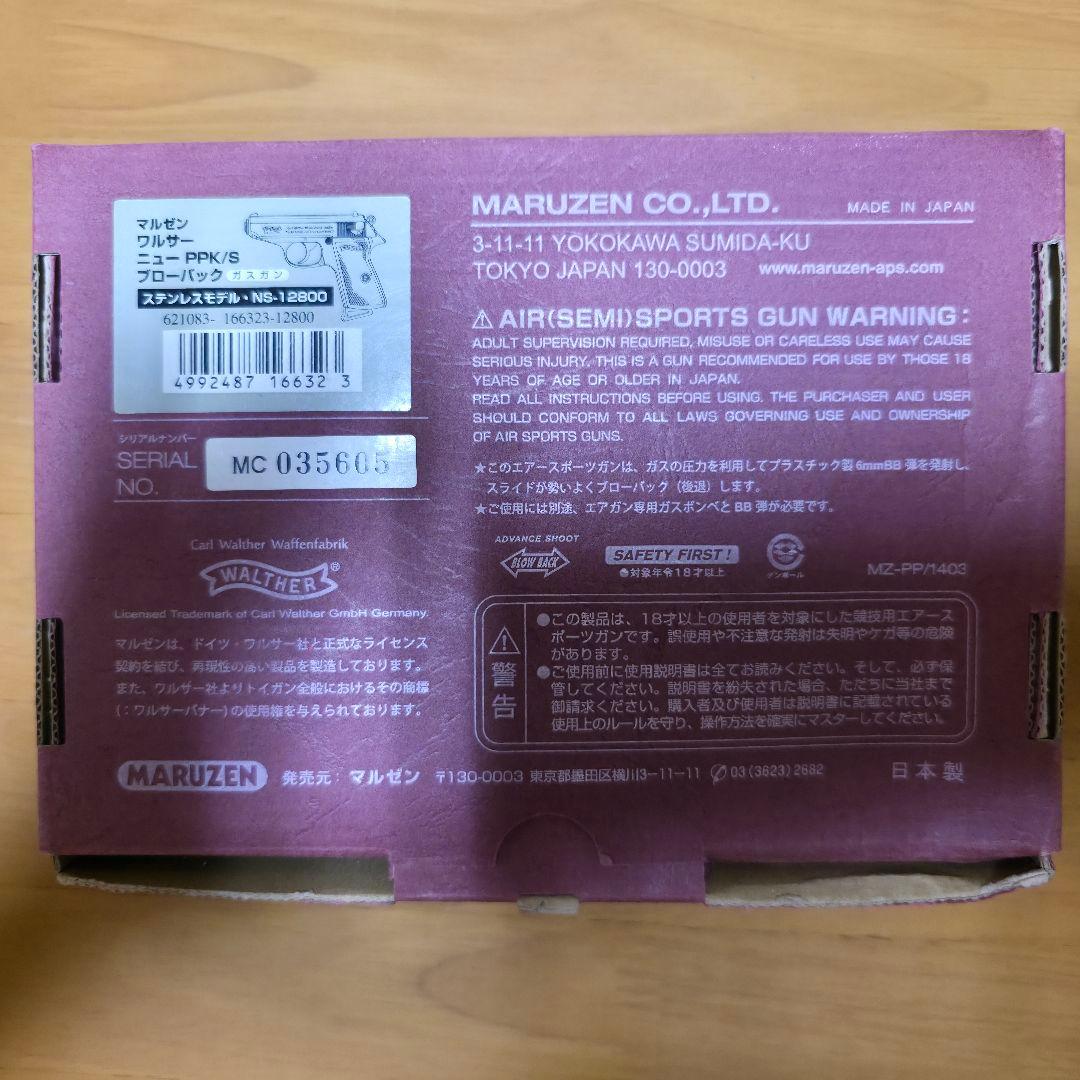 マルゼン
ワルサー
ニュー PPK/S
ブローバック ガスガン
ステンレスモデル・NS-12800
621083- 166323-12800
4992487 16632 3
シリアルナンバー
SERIAL NO.
MC 035605
Carl Walther Waffenfabrik
WALTHER®
Licensed Trademark of Carl Walther GmbH Germany.
マルゼンは、ドイツ・ワルサー社と正式なライセンス
契約を結び、再現性の高い製品を製造しております。
また、ワルサー社よりトイガン全般におけるその商標
(：ワルサーバナー)の使用権を与えられております。
MARUZEN CO.,LTD. MADE IN JAPAN
3-11-11 YOKOKAWA SUMIDA-KU
TOKYO JAPAN 130-0003 www.maruzen-aps.com
⚠ AIR(SEMI)SPORTS GUN WARNING:
ADULT SUPERVISION REQUIRED, MISUSE OR CARELESS USE MAY CAUSE
SERIOUS INJURY. THIS IS A GUN RECOMMENDED FOR USE BY THOSE 18
YEARS OF AGE OR OLDER IN JAPAN.
READ ALL INSTRUCTIONS BEFORE USING. THE PURCHASER AND USER
SHOULD CONFORM TO ALL LAWS GOVERNING USE AND OWNERSHIP
OF AIR SPORTS GUNS.
★このエアースポーツガンは、ガスの圧力を利用してプラスチック製6mmBB弾を発射し、
スライドが勢いよくブローバック（後退）します。
★ご使用には別途、エアガン専用ガスボンベとBB弾が必要です。
ADVANCE SHOOT
BLOW BACK
SAFETY FIRST!
●対象年令18才以上
ゲンボール
MZ-PP/1403
⚠警告
●この製品は、18才以上の使用者を対象にした競技用エアース
ポーツガンです。誤使用や不注意な発射は失明やケガ等の危険
があります。
●ご使用前に使用説明書は全てお読みください。そして、必ず保
管してください。説明書を紛失された場合、ただちに当社まで
御請求ください。購入者及び使用者は説明書に記載されている
使用上のルールを守り、操作方法を確実にマスターしてください。
MARUZEN 発売元：マルゼン 〒130-0003 東京都墨田区横川3-11-11 ✆03(3623)2682 日本製